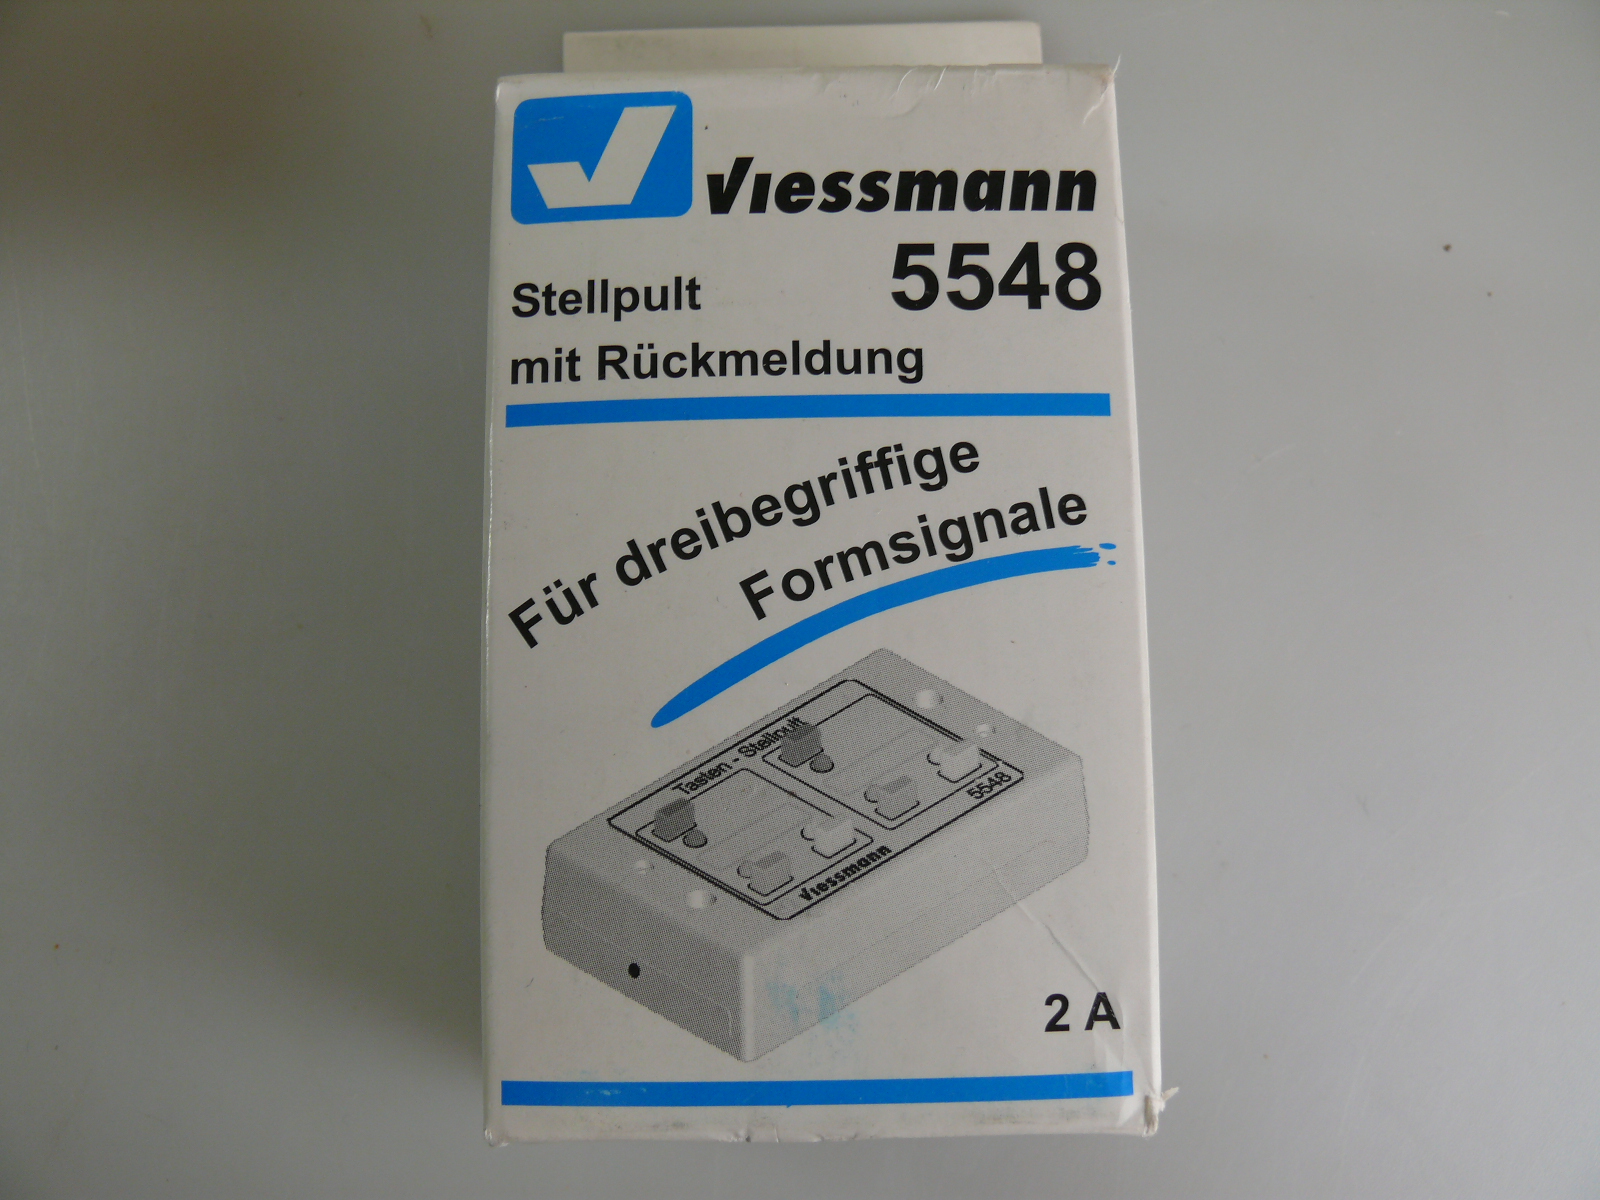 Viessmann
5548
Stellpult
mit Rückmeldung
Für dreibegriffige
Formsignale
Tasten - Stellpult
5548
Viessmann
2 A